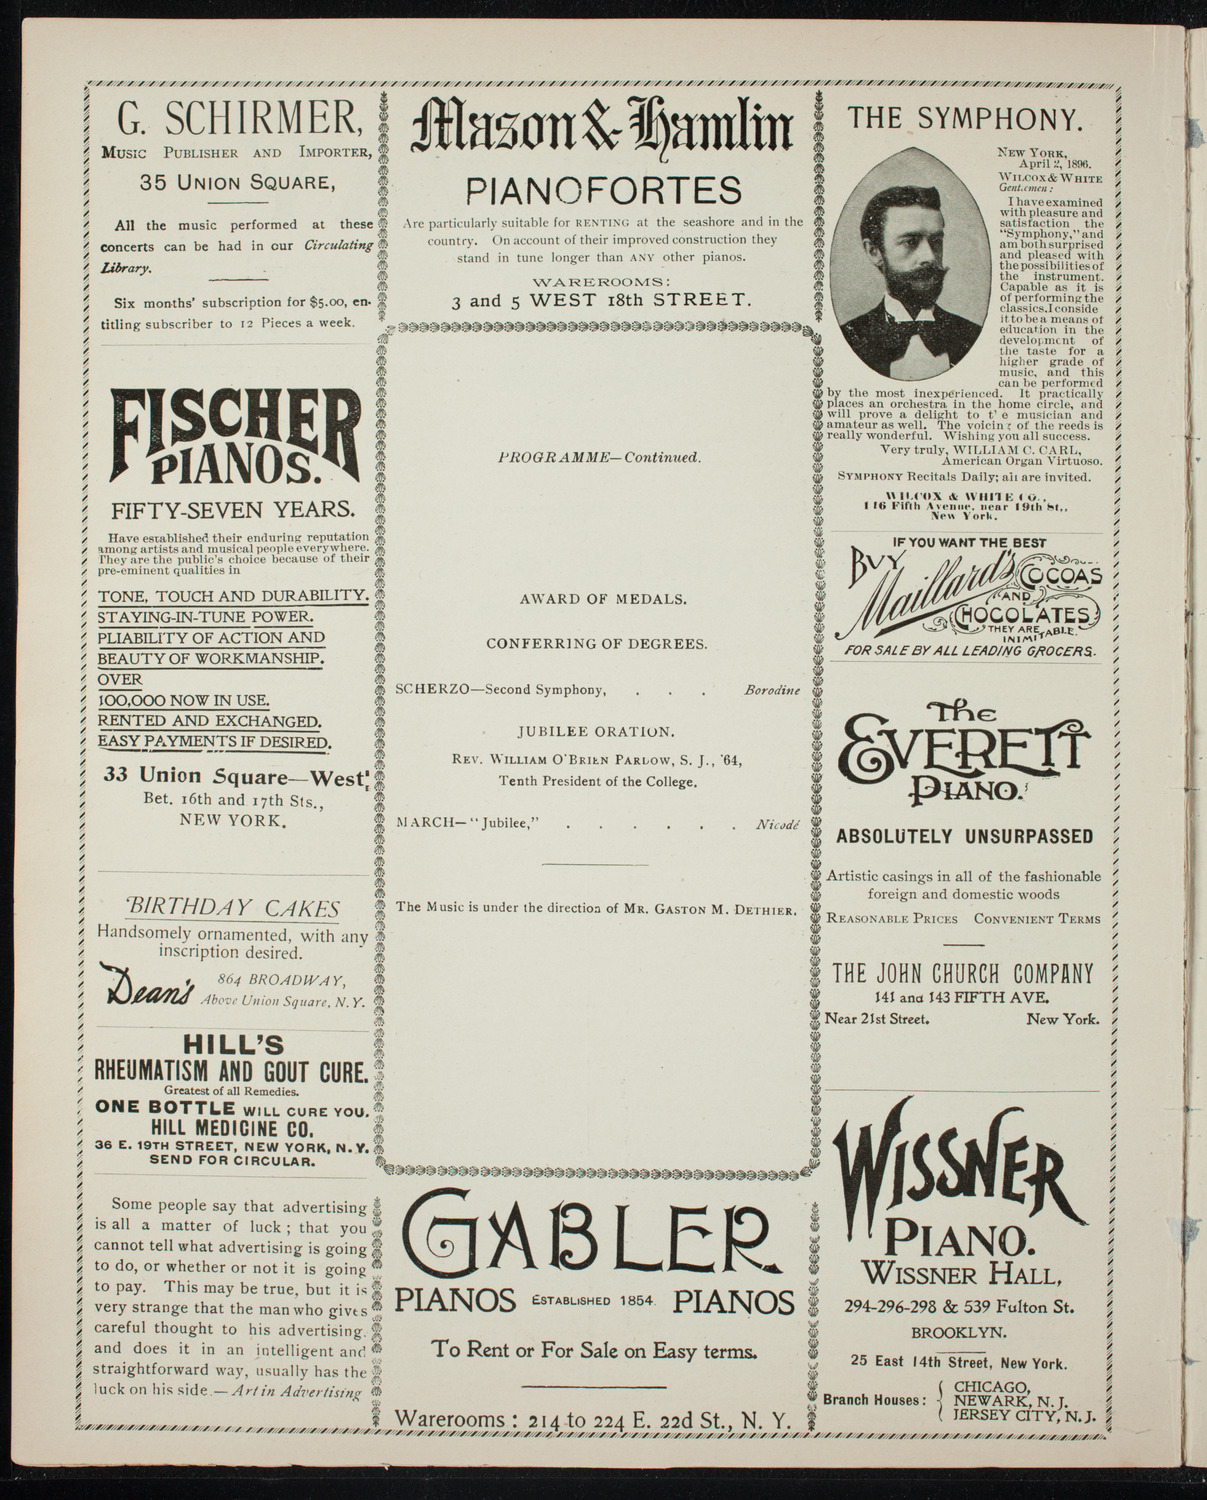 G. SCHIRMER,
MUSIC PUBLISHER AND IMPORTER,
35 UNION SQUARE,
All the music performed at these
concerts can be had in our Circulating
Library.
Six months' subscription for $5.00, en-
titling subscriber to 12 Pieces a week.
FISCHER
PIANOS.
FIFTY-SEVEN YEARS.
Have established their enduring reputation
among artists and musical people everywhere.
They are the public's choice because of their
pre-eminent qualities in
TONE, TOUCH AND DURABILITY.
STAYING-IN-TUNE POWER.
PLIABILITY OF ACTION AND
BEAUTY OF WORKMANSHIP.
OVER
100,000 NOW IN USE.
RENTED AND EXCHANGED.
EASY PAYMENTS IF DESIRED.
33 Union Square—West,
Bet. 16th and 17th Sts.,
NEW YORK.
BIRTHDAY CAKES
Handsomely ornamented, with any
inscription desired.
Dean's 864 BROADWAY,
Above Union Square, N.Y.
HILL'S
RHEUMATISM AND GOUT CURE.
Greatest of all Remedies.
ONE BOTTLE WILL CURE YOU.
HILL MEDICINE CO.
36 E. 19TH STREET, NEW YORK, N. Y.
SEND FOR CIRCULAR.
Some people say that advertising
is all a matter of luck; that you
cannot tell what advertising is going
to do, or whether or not it is going
to pay. This may be true, but it is
very strange that the man who gives
careful thought to his advertising,
and does it in an intelligent and
straightforward way, usually has the
luck on his side.—Art in Advertising
Mason & Hamlin
PIANOFORTES
Are particularly suitable for RENTING at the seashore and in the
country. On account of their improved construction they
stand in tune longer than ANY other pianos.
WAREROOMS:
3 and 5 WEST 18th STREET.
PROGRAMME—Continued.
AWARD OF MEDALS.
CONFERRING OF DEGREES.
SCHERZO—Second Symphony, . . . Borodine
JUBILEE ORATION.
REV. WILLIAM O'BRIEN PARLOW, S. J., '64,
Tenth President of the College.
MARCH—"Jubilee," . . . . . . Nicodé
The Music is under the direction of MR. GASTON M. DETHIER.
GABLER
PIANOS ESTABLISHED 1854. PIANOS
To Rent or For Sale on Easy terms.
Warerooms: 214 to 224 E. 22d St., N. Y.
THE SYMPHONY.
NEW YORK,
April 2, 1896.
WILCOX & WHITE
Gentlemen:
I have examined
with pleasure and
satisfaction the
"Symphony," and
am both surprised
and pleased with
the possibilities of
the instrument.
Capable as it is
of performing the
classics, I conside
it to be a means of
education in the
development of
the taste for a
higher grade of
music, and this
can be performed
by the most inexperienced. It practically
places an orchestra in the home circle, and
will prove a delight to t' e musician and
amateur as well. The voicing of the reeds is
really wonderful. Wishing you all success.
Very truly, WILLIAM C. CARL,
American Organ Virtuoso.
SYMPHONY Recitals Daily; all are invited.
WILCOX & WHITE CO.,
146 Fifth Avenue, near 19th St.,
New York.
IF YOU WANT THE BEST
BUY
Maillard's COCOAS
AND
CHOCOLATES
THEY ARE
INIMITABLE.
FOR SALE BY ALL LEADING GROCERS.
The
EVERETT
PIANO.
ABSOLUTELY UNSURPASSED
Artistic casings in all of the fashionable
foreign and domestic woods
REASONABLE PRICES CONVENIENT TERMS
THE JOHN CHURCH COMPANY
141 and 143 FIFTH AVE.
Near 21st Street. New York.
WISSNER
PIANO.
WISSNER HALL,
294-296-298 & 539 Fulton St.
BROOKLYN.
25 East 14th Street, New York.
Branch Houses: { CHICAGO,
NEWARK, N. J.
JERSEY CITY, N. J.